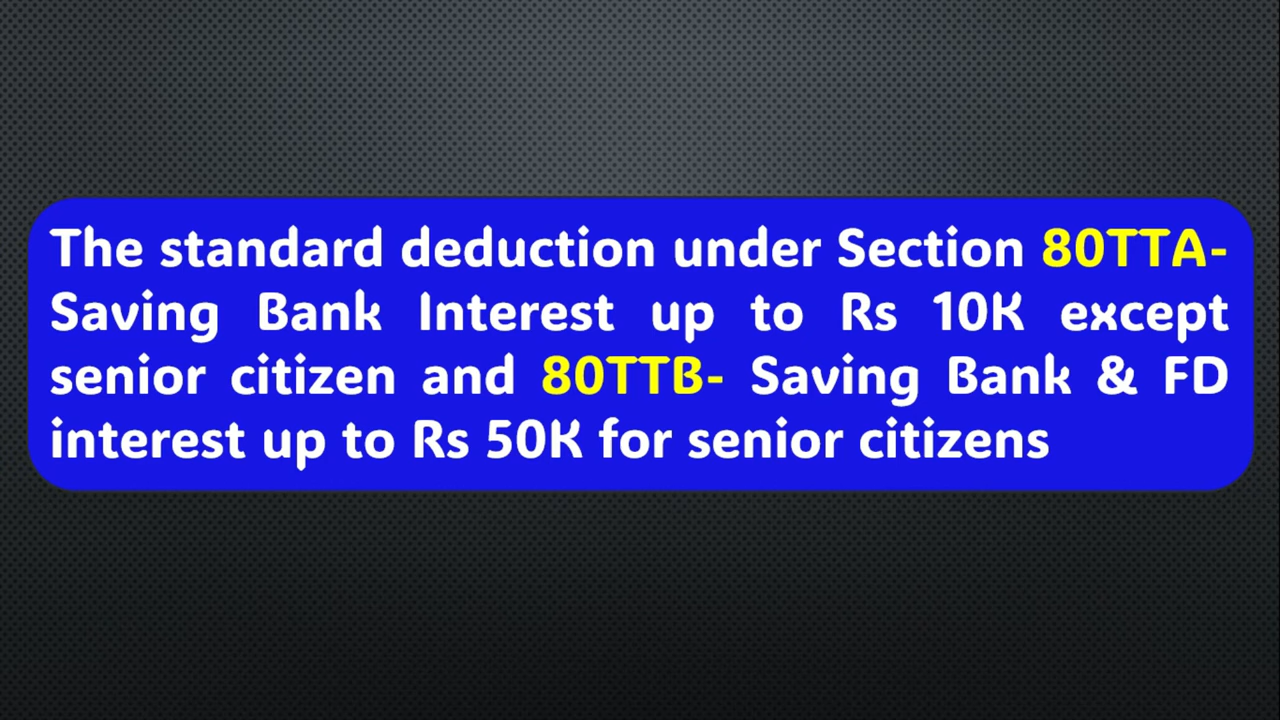 The standard deduction under Section 80TTA-
Saving Bank Interest up to Rs 10K except
senior citizen and 80TTB- Saving Bank & FD
interest up to Rs 50K for senior citizens